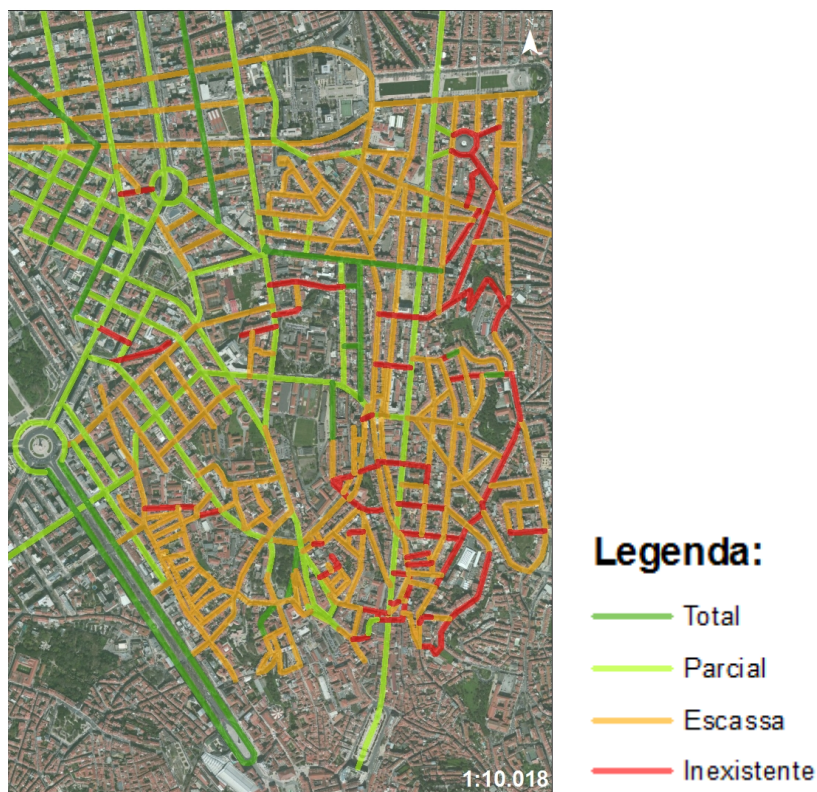 N
1:10.018
Legenda:
Total
Parcial
Escassa
Inexistente